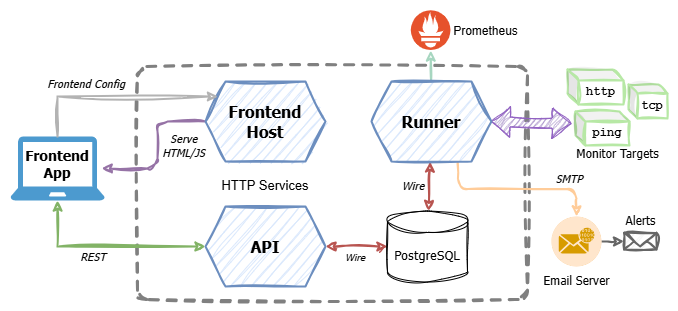 Prometheus
Frontend Config
Frontend
Host
Runner
http
tcp
ping
Monitor Targets
Frontend
App
Serve
HTML/JS
HTTP Services
Wire
SMTP
API
Wire
PostgreSQL
REST
Alerts
Email Server